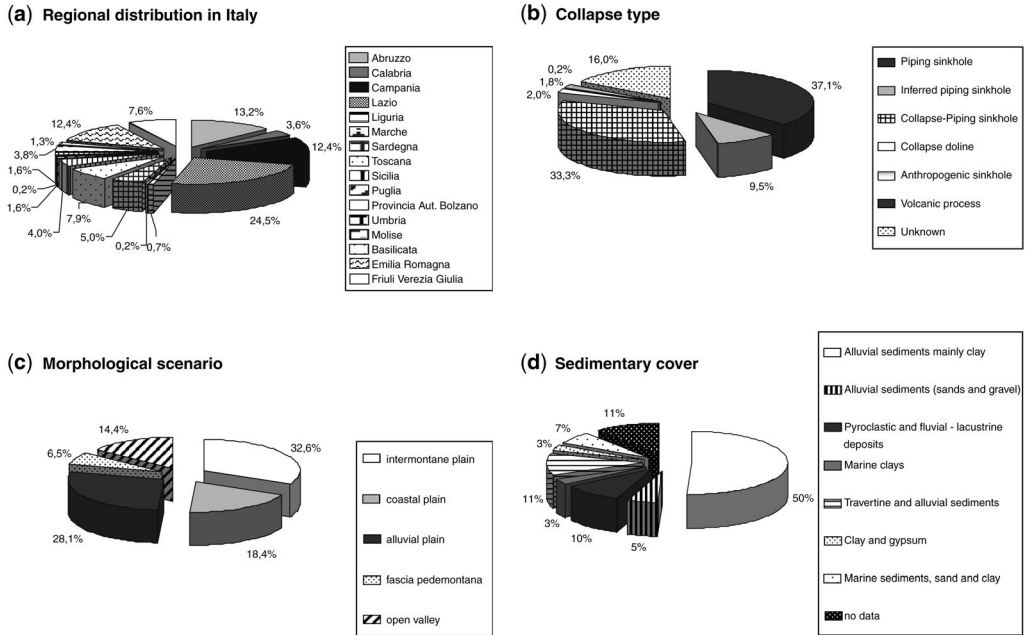 (a) Regional distribution in Italy
7,6%
13,2%
12,4%
3,6%
1,3%
12,4%
3,8%
1,6%
0,2%
1,6%
4,0%
7,9%
5,0%
0,2%
0,7%
24,5%
Abruzzo
Calabria
Campania
Lazio
Liguria
Marche
Sardegna
Toscana
Sicilia
Puglia
Provincia Aut. Bolzano
Umbria
Molise
Basilicata
Emilia Romagna
Friuli Verezia Giulia
(b) Collapse type
16,0%
0,2%
1,8%
2,0%
37,1%
33,3%
9,5%
Piping sinkhole
Inferred piping sinkhole
Collapse-Piping sinkhole
Collapse doline
Anthropogenic sinkhole
Volcanic process
Unknown
(c) Morphological scenario
14,4%
32,6%
6,5%
28,1%
18,4%
intermontane plain
coastal plain
alluvial plain
fascia pedemontana
open valley
(d) Sedimentary cover
11%
7%
3%
11%
3%
10%
5%
50%
Alluvial sediments mainly clay
Alluvial sediments (sands and gravel)
Pyroclastic and fluvial - lacustrine
deposits
Marine clays
Travertine and alluvial sediments
Clay and gypsum
Marine sediments, sand and clay
no data